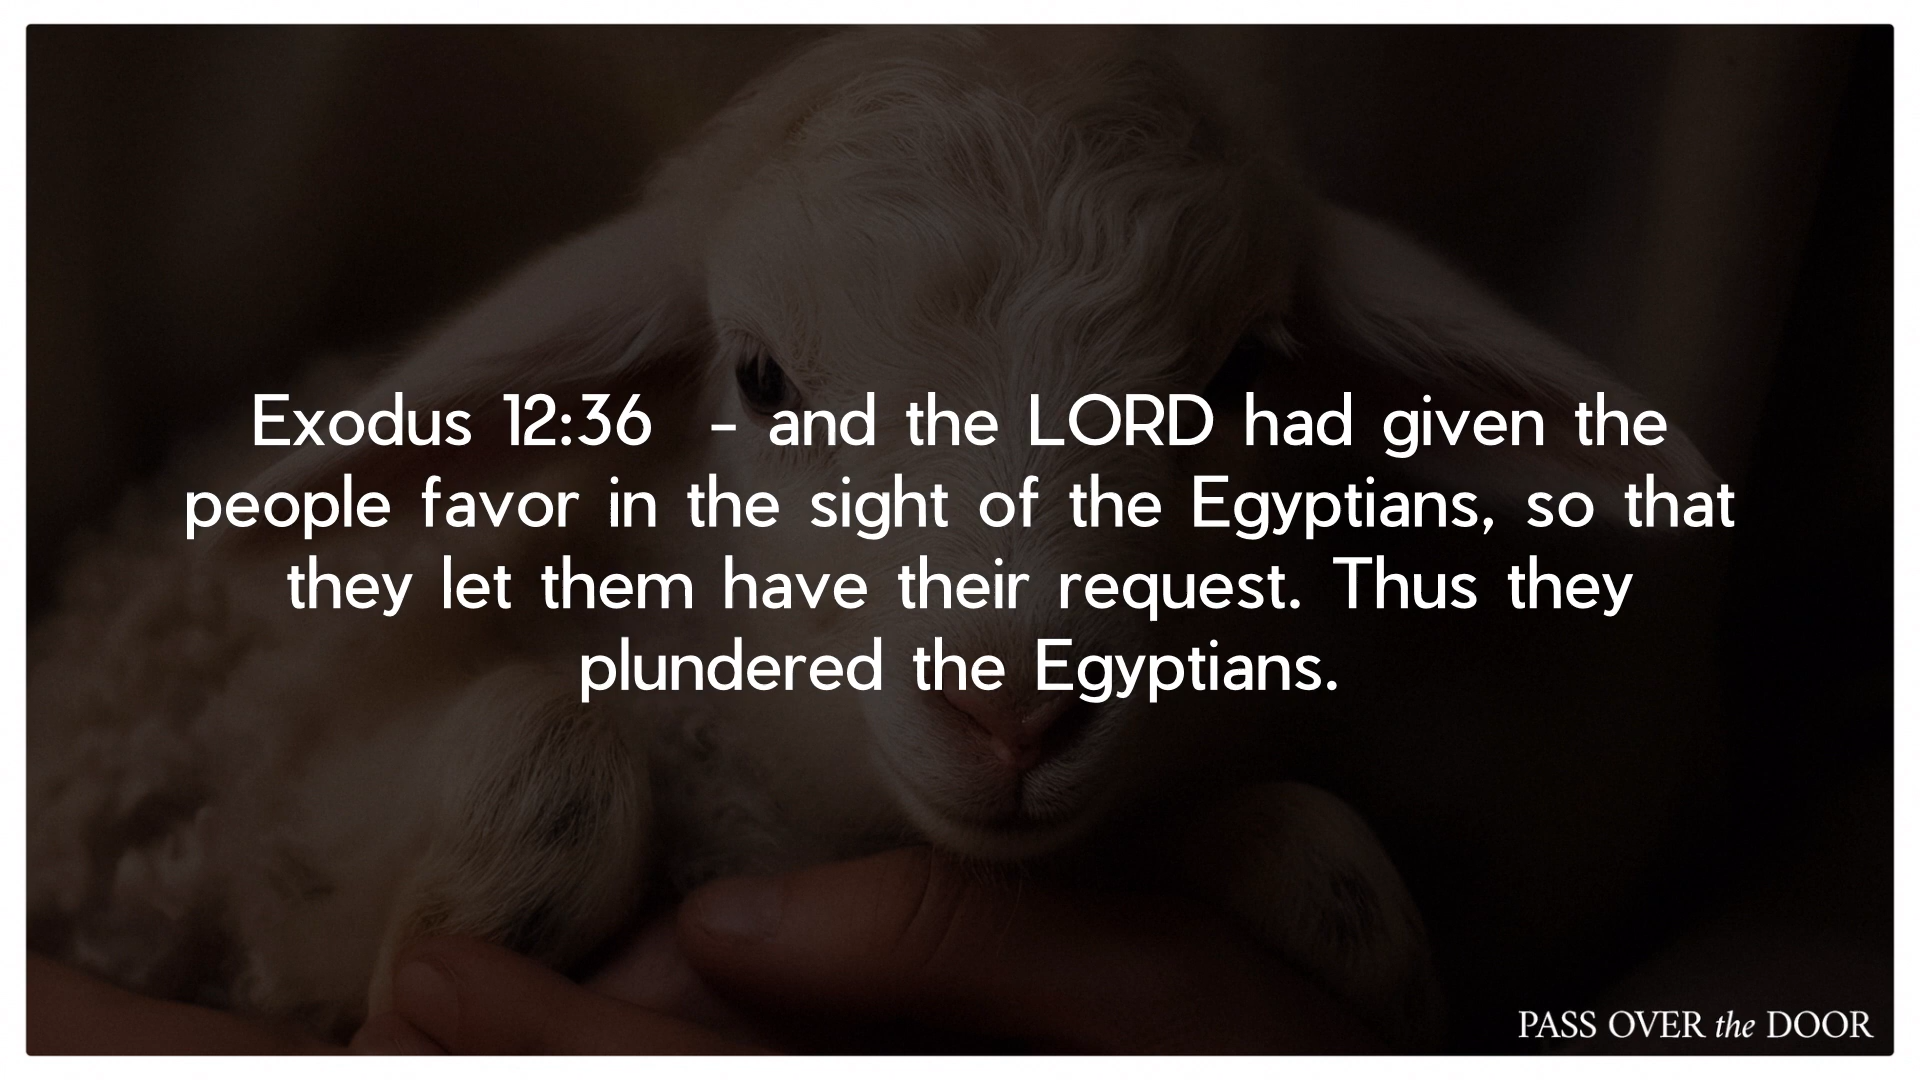 Exodus 12:36  - and the LORD had given the
people favor in the sight of the Egyptians, so that
they let them have their request. Thus they
plundered the Egyptians.
PASS OVER the DOOR